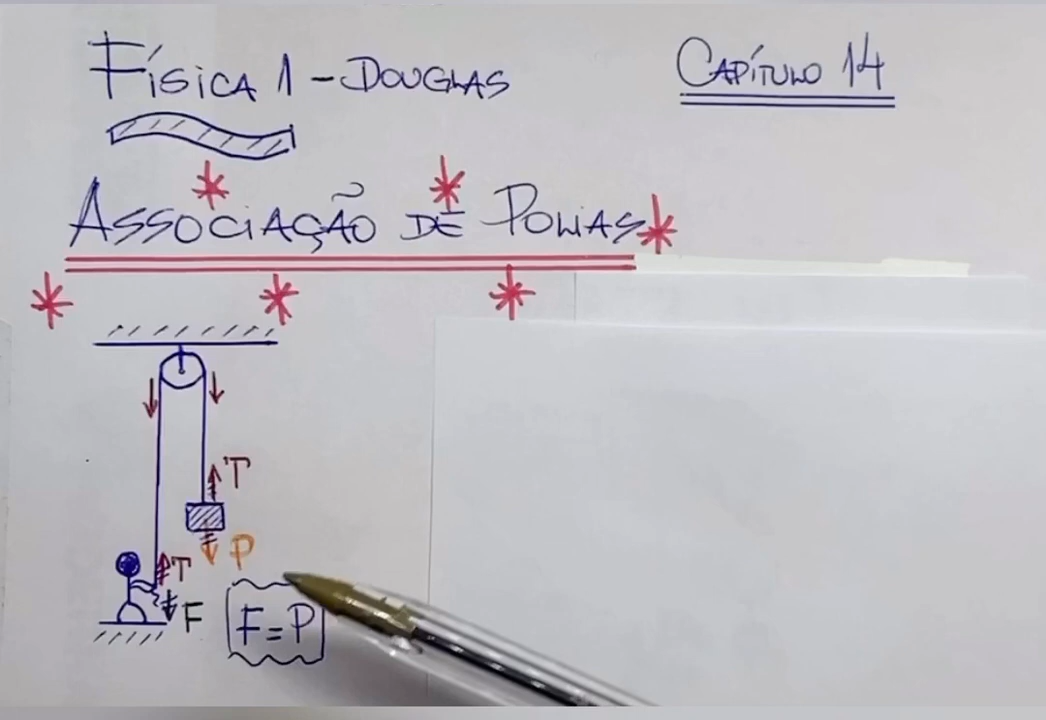 FÍSICA 1 - DOUGLAS
CAPÍTULO 14
ASSOCIAÇÃO DE POLIAS
T
P
T
F
F=P